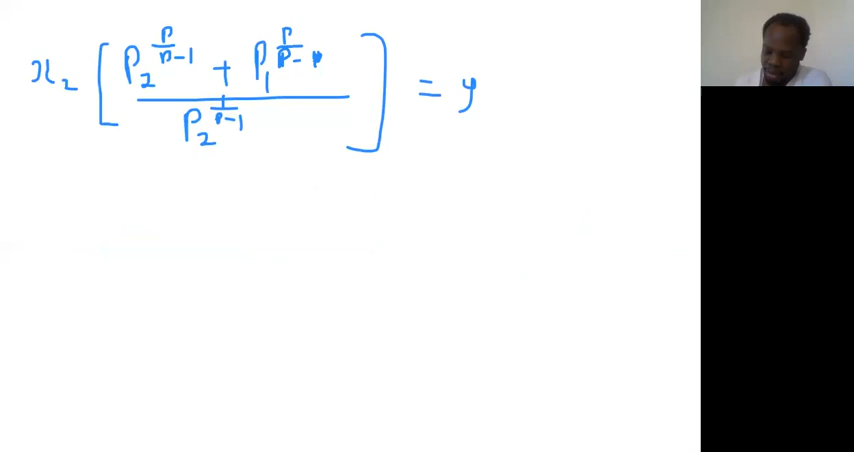 x₂ [ (P₂^(P/(P-1)) + P₁^(P/(P-1))) / P₂^(1/(P-1)) ] = y